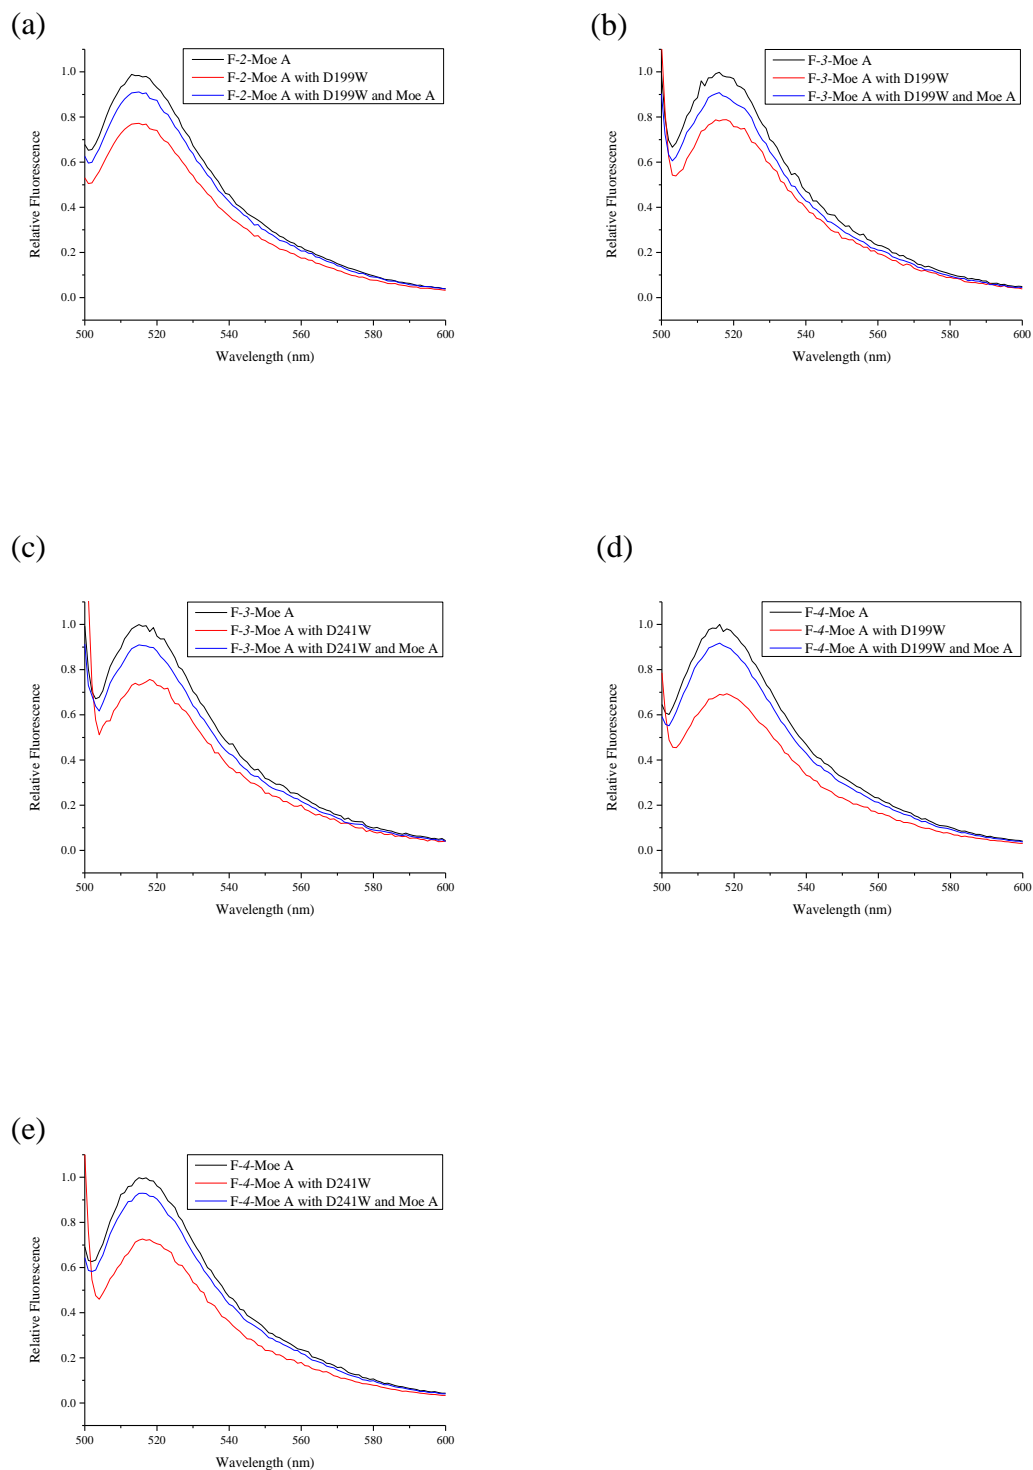 (a)
F-2-Moe A
F-2-Moe A with D199W
F-2-Moe A with D199W and Moe A
1.0
0.8
0.6
0.4
0.2
0.0
Relative Fluorescence
500 520 540 560 580 600
Wavelength (nm)
(b)
F-3-Moe A
F-3-Moe A with D199W
F-3-Moe A with D199W and Moe A
1.0
0.8
0.6
0.4
0.2
0.0
Relative Fluorescence
500 520 540 560 580 600
Wavelength (nm)
(c)
F-3-Moe A
F-3-Moe A with D241W
F-3-Moe A with D241W and Moe A
1.0
0.8
0.6
0.4
0.2
0.0
Relative Fluorescence
500 520 540 560 580 600
Wavelength (nm)
(d)
F-4-Moe A
F-4-Moe A with D199W
F-4-Moe A with D199W and Moe A
1.0
0.8
0.6
0.4
0.2
0.0
Relative Fluorescence
500 520 540 560 580 600
Wavelength (nm)
(e)
F-4-Moe A
F-4-Moe A with D241W
F-4-Moe A with D241W and Moe A
1.0
0.8
0.6
0.4
0.2
0.0
Relative Fluorescence
500 520 540 560 580 600
Wavelength (nm)